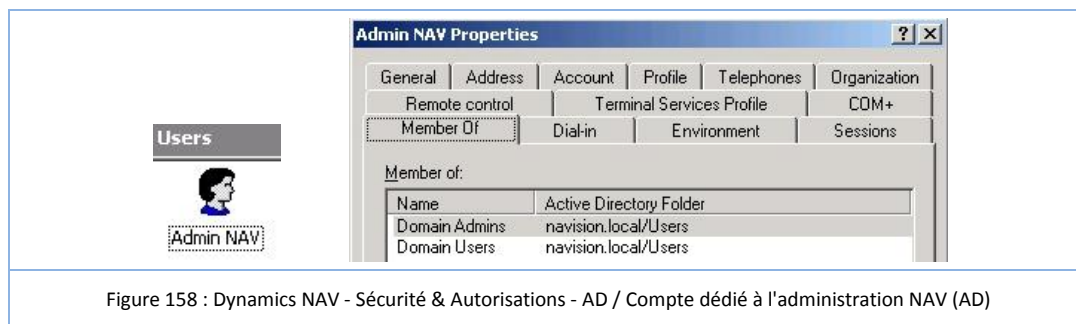 Admin NAV Properties
General Address Account Profile Telephones Organization
Remote control Terminal Services Profile COM+
Member Of Dial-in Environment Sessions
Users
Admin NAV
Member of:
Name Active Directory Folder
Domain Admins navision.local/Users
Domain Users navision.local/Users
Figure 158 : Dynamics NAV - Sécurité & Autorisations - AD / Compte dédié à l'administration NAV (AD)